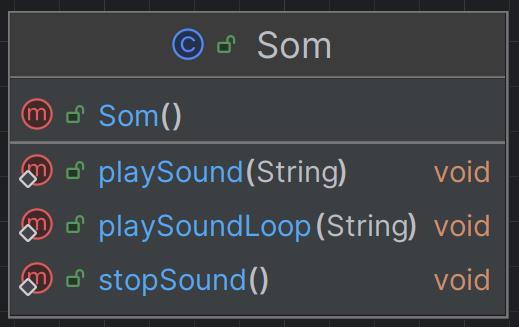 C Som
m Som()
m playSound(String) void
m playSoundLoop(String) void
m stopSound() void